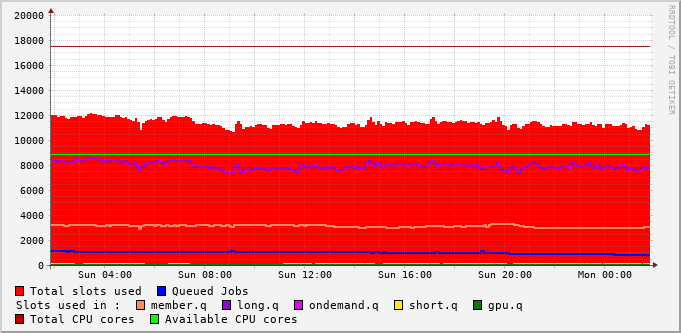 20000
18000
16000
14000
12000
10000
8000
6000
4000
2000
0
Sun 04:00 Sun 08:00 Sun 12:00 Sun 16:00 Sun 20:00 Mon 00:00
RRDTOOL / TOBI OETIKER
Total slots used Queued Jobs
Slots used in : member.q long.q ondemand.q short.q gpu.q
Total CPU cores Available CPU cores